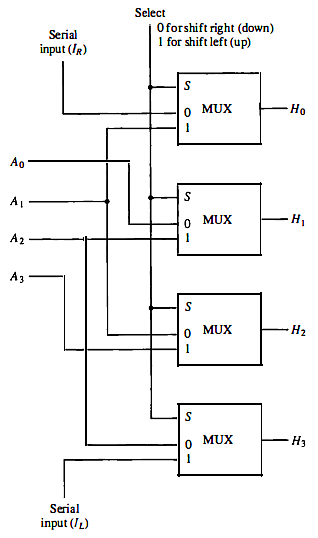 Select
0 for shift right (down)
1 for shift left (up)
Serial
input (I_R)
S
0 MUX
1
H_0
A_0
A_1
A_2
A_3
S
0 MUX
1
H_1
S
0 MUX
1
H_2
S
0 MUX
1
H_3
Serial
input (I_L)